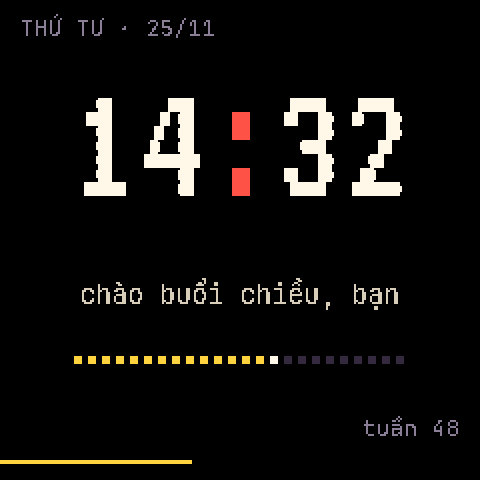 THỨ TƯ · 25/11
14:32
chào buổi chiều, bạn
tuần 48